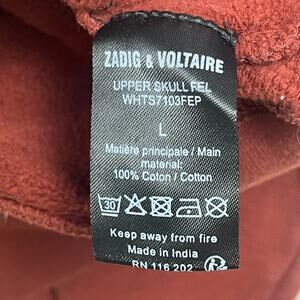 ZADIG & VOLTAIRE
UPPER SKULL FEL
WHTS7103FEP
L
Matière principale / Main
material:
100% Coton / Cotton
30
Keep away from fire
Made in India
RN 116 202